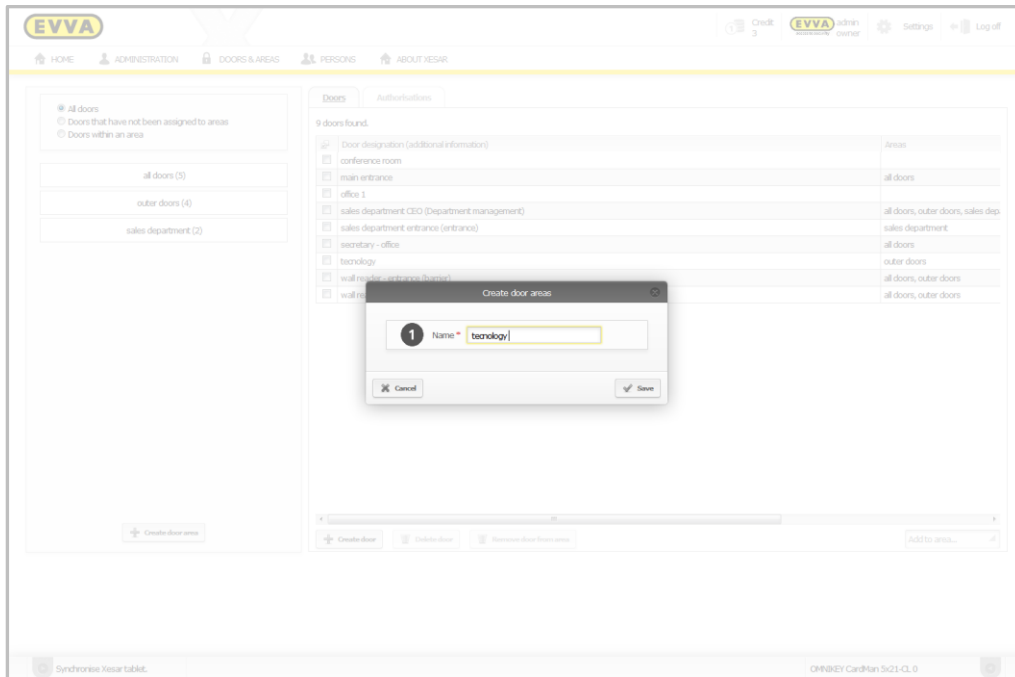 EVVA
Credit
3
EVVA
admin
owner
Settings
Log off
HOME
ADMINISTRATION
DOORS & AREAS
PERSONS
ABOUT XESAR
All doors
Doors that have not been assigned to areas
Doors within an area
all doors (5)
outer doors (4)
sales department (2)
Create door area
Doors
Authorisations
9 doors found.
Door designation (additional information) Areas
conference room
main entrance all doors
office 1
sales department CEO (Department management) all doors, outer doors, sales dep
sales department entrance (entrance) sales department
secretary - office all doors
tecnology outer doors
wall reader - entrance (barrier) all doors, outer doors
wall re all doors, outer doors
Create door areas
1 Name * tecnology
Cancel Save
Create door Delete door Remove door from area Add to area...
Synchronise Xesar tablet. OMNIKEY CardMan 5x21-CL 0